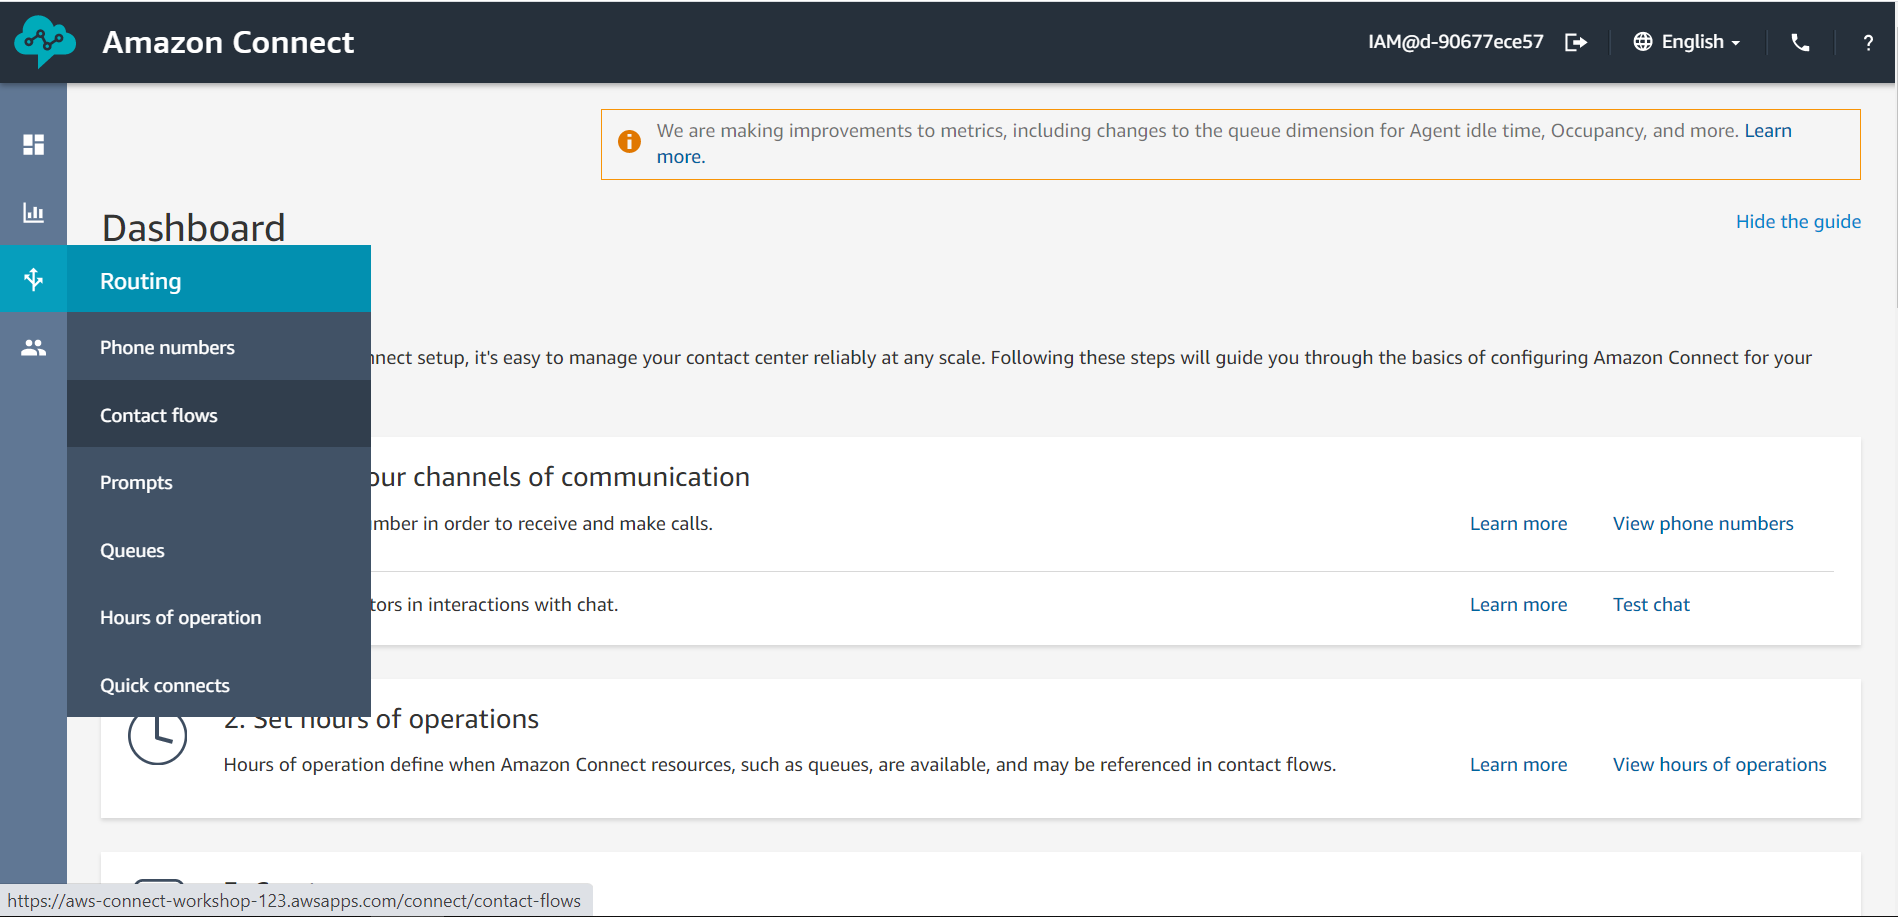 Amazon Connect
IAM@d-90677ece57
English
?
We are making improvements to metrics, including changes to the queue dimension for Agent idle time, Occupancy, and more. Learn
more.
Dashboard
Hide the guide
Routing
Phone numbers
Contact flows
Prompts
Queues
Hours of operation
Quick connects
nnect setup, it's easy to manage your contact center reliably at any scale. Following these steps will guide you through the basics of configuring Amazon Connect for your
our channels of communication
mber in order to receive and make calls.
Learn more
View phone numbers
tors in interactions with chat.
Learn more
Test chat
2. Set hours of operations
Hours of operation define when Amazon Connect resources, such as queues, are available, and may be referenced in contact flows.
Learn more
View hours of operations
https://aws-connect-workshop-123.awsapps.com/connect/contact-flows